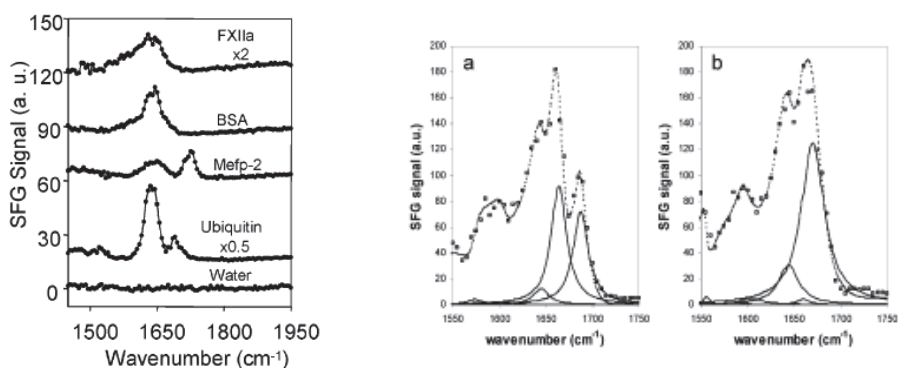 SFG Signal (a. u.)
150
120
90
60
30
0
FXIIa
x2
BSA
Mefp-2
Ubiquitin
x0.5
Water
1500 1650 1800 1950
Wavenumber (cm-1)
a
SFG signal (a.u.)
200
180
160
140
120
100
80
60
40
20
0
1550 1600 1650 1700 1750
wavenumber (cm-1)
b
SFG signal (a.u.)
200
180
160
140
120
100
80
60
40
20
0
1550 1600 1650 1700 1750
wavenumber (cm-1)